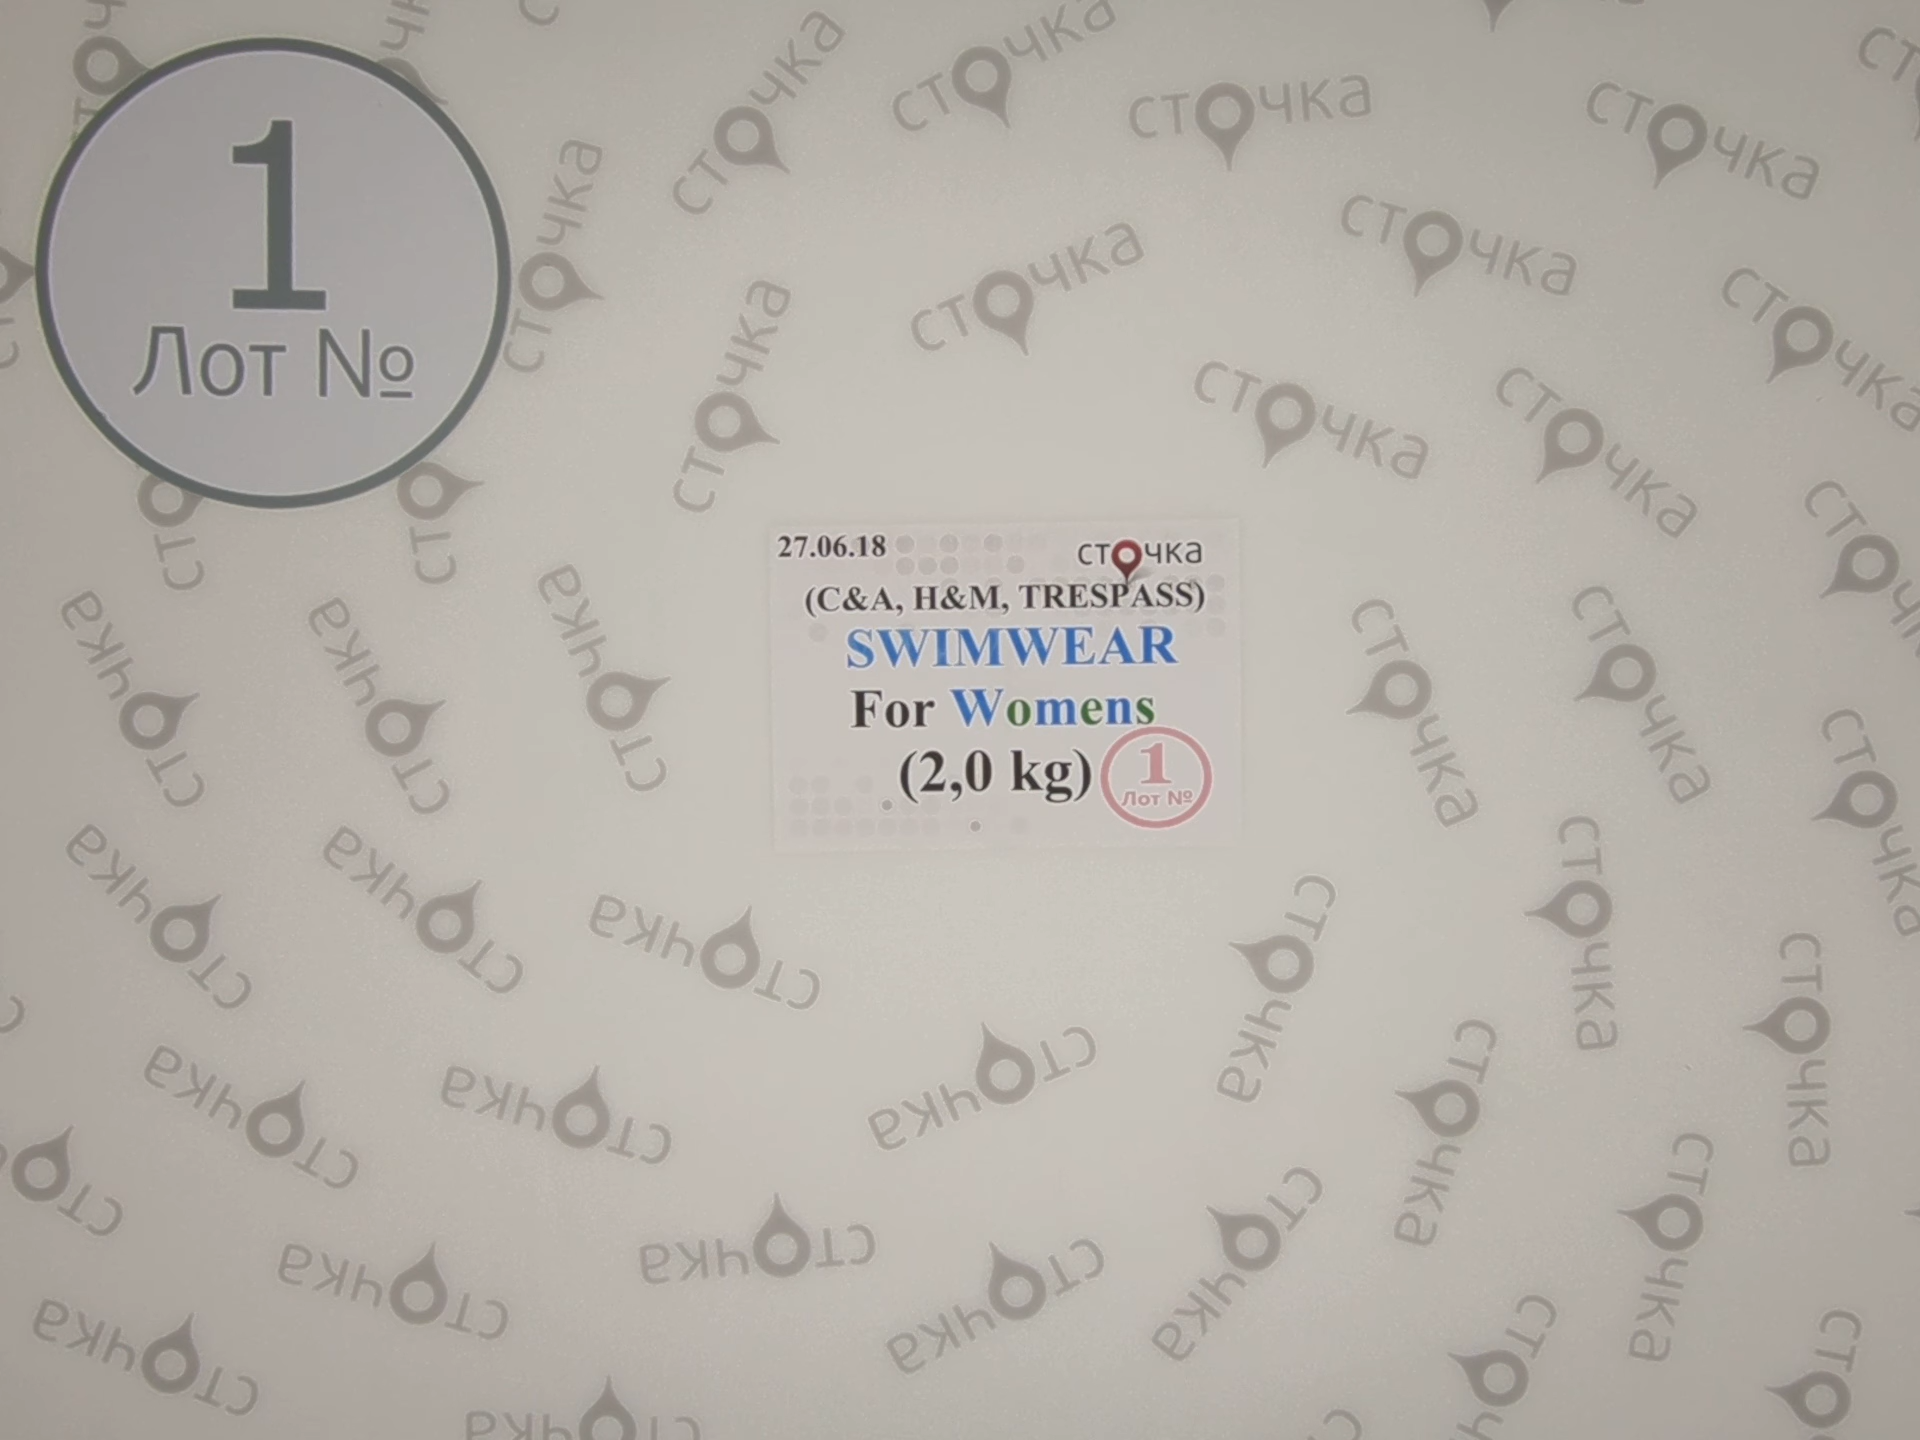 1
Лот №
27.06.18
сточка
(C&A, H&M, TRESPASS)
SWIMWEAR
For Womens
(2,0 kg)
1
Лот №